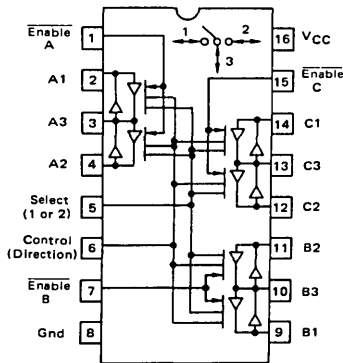 Enable
A
1
A1
2
A3
3
A2
4
Select
(1 or 2)
5
Control
(Direction)
6
Enable
B
7
Gnd
8
1
2
3
16
VCC
15
Enable
C
14
C1
13
C3
12
C2
11
B2
10
B3
9
B1